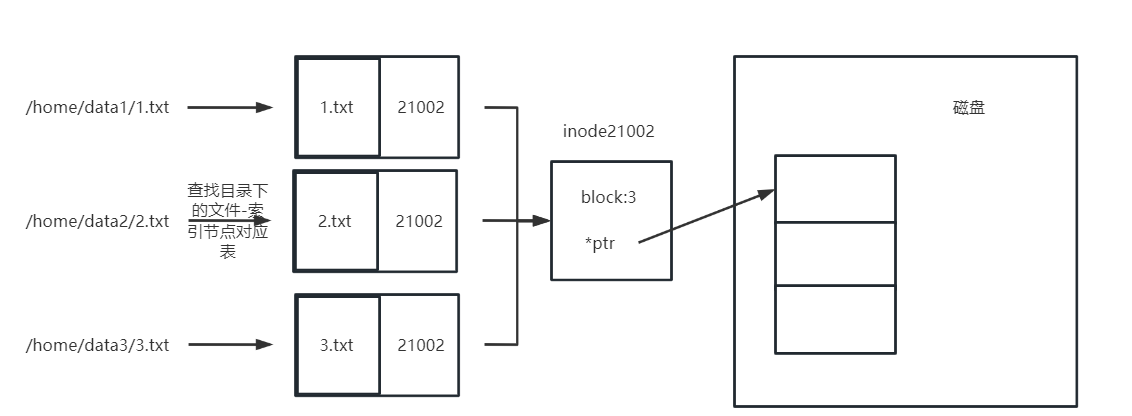 /home/data1/1.txt
1.txt
21002
磁盘
inode21002
查找目录下
的文件-索
引节点对应
表
/home/data2/2.txt
2.txt
21002
block:3
*ptr
/home/data3/3.txt
3.txt
21002